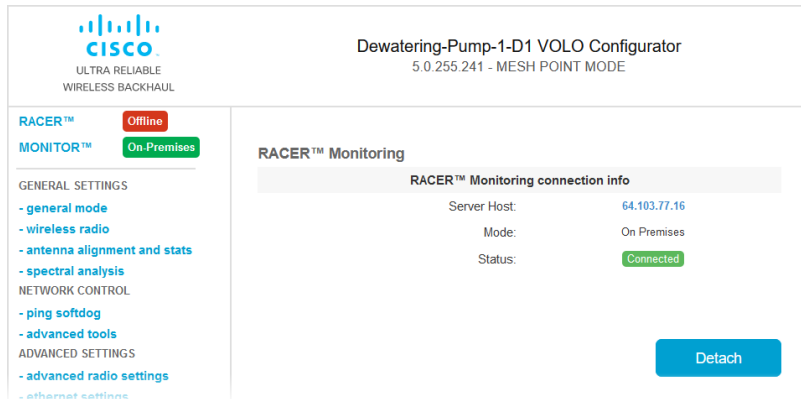 CISCO
ULTRA RELIABLE
WIRELESS BACKHAUL
Dewatering-Pump-1-D1 VOLO Configurator
5.0.255.241 - MESH POINT MODE
RACER™ Offline
MONITOR™ On-Premises
GENERAL SETTINGS
- general mode
- wireless radio
- antenna alignment and stats
- spectral analysis
NETWORK CONTROL
- ping softdog
- advanced tools
ADVANCED SETTINGS
- advanced radio settings
- ethernet settings
RACER™ Monitoring
RACER™ Monitoring connection info
Server Host: 64.103.77.16
Mode: On Premises
Status: Connected
Detach